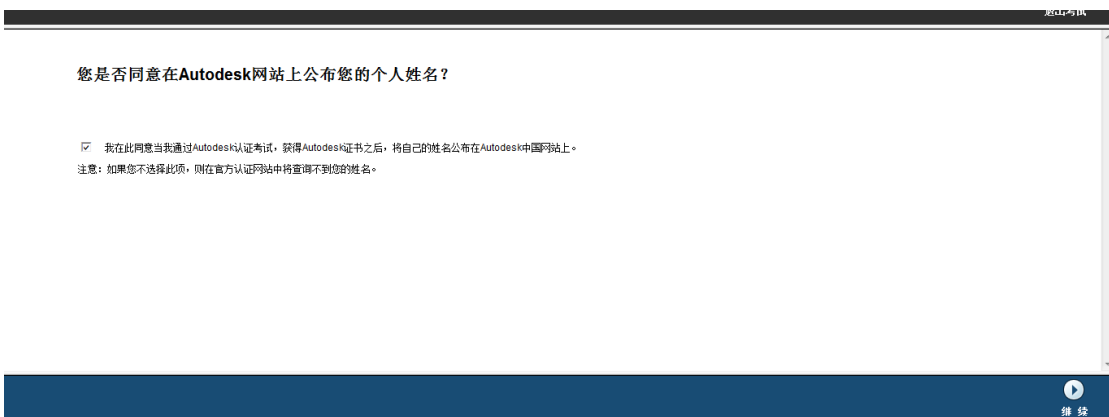 退出考试
您是否同意在Autodesk网站上公布您的个人姓名？
我在此同意当我通过Autodesk认证考试，获得Autodesk证书之后，将自己的姓名公布在Autodesk中国网站上。
注意：如果您不选择此项，则在官方认证网站中将查询不到您的姓名。
继 续